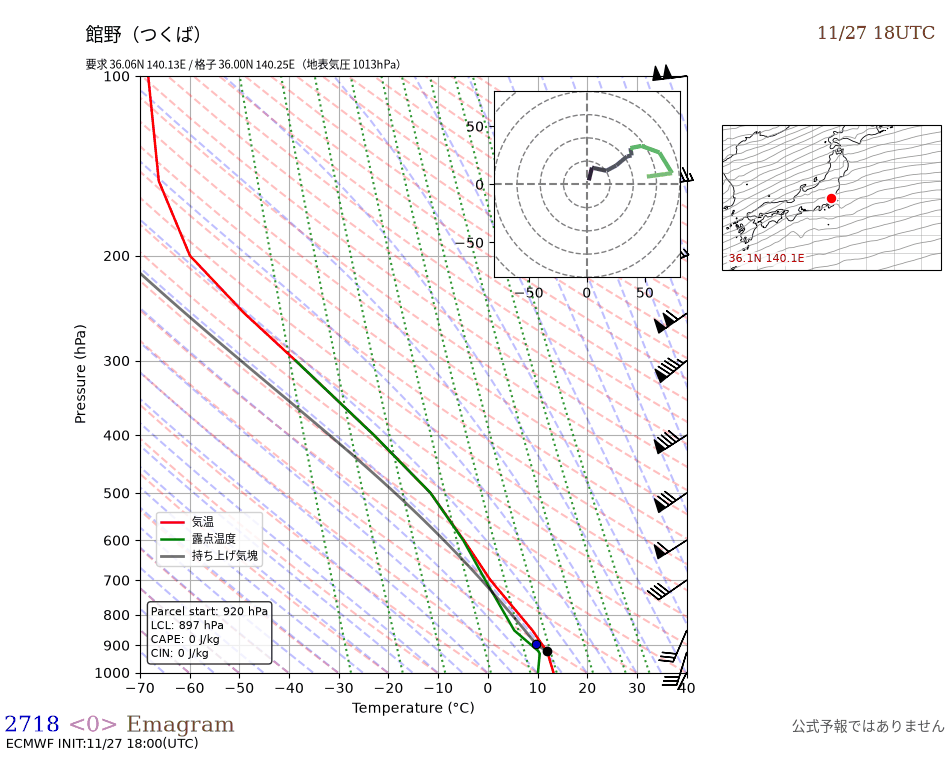 館野（つくば）
11/27 18UTC
要求 36.06N 140.13E / 格子 36.00N 140.25E（地表気圧 1013hPa）
100
200
300
400
500
600
700
800
900
1000
Pressure (hPa)
−70 −60 −50 −40 −30 −20 −10 0 10 20 30 40
Temperature (°C)
50
0
−50
−50 0 50
36.1N 140.1E
気温
露点温度
持ち上げ気塊
Parcel start: 920 hPa
LCL: 897 hPa
CAPE: 0 J/kg
CIN: 0 J/kg
2718 <0> Emagram
公式予報ではありません
ECMWF INIT:11/27 18:00(UTC)